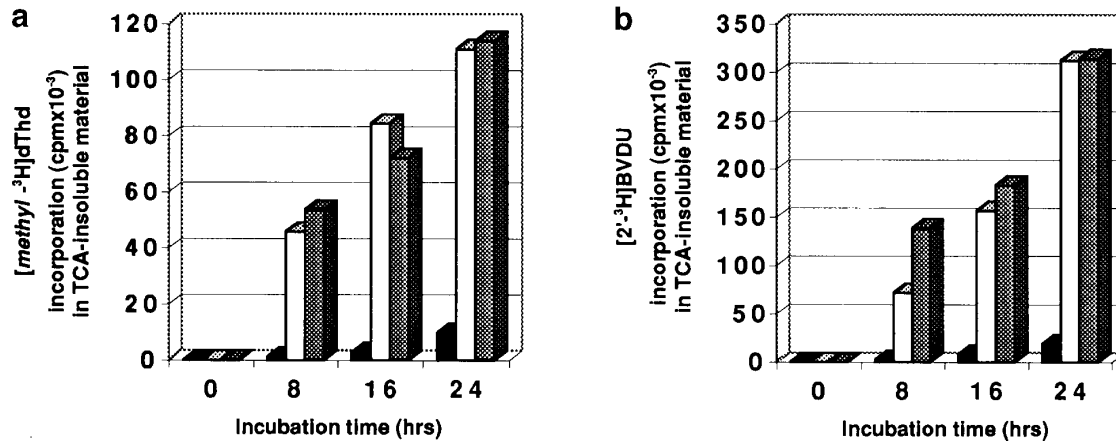 a
[methyl -³H]dThd
incorporation (cpmx10⁻³)
in TCA-insoluble material
120
100
80
60
40
20
0
0 8 16 24
Incubation time (hrs)
b
[2'-³H]BVDU
incorporation (cpmx10⁻³)
in TCA-insoluble material
350
300
250
200
150
100
50
0
0 8 16 24
Incubation time (hrs)